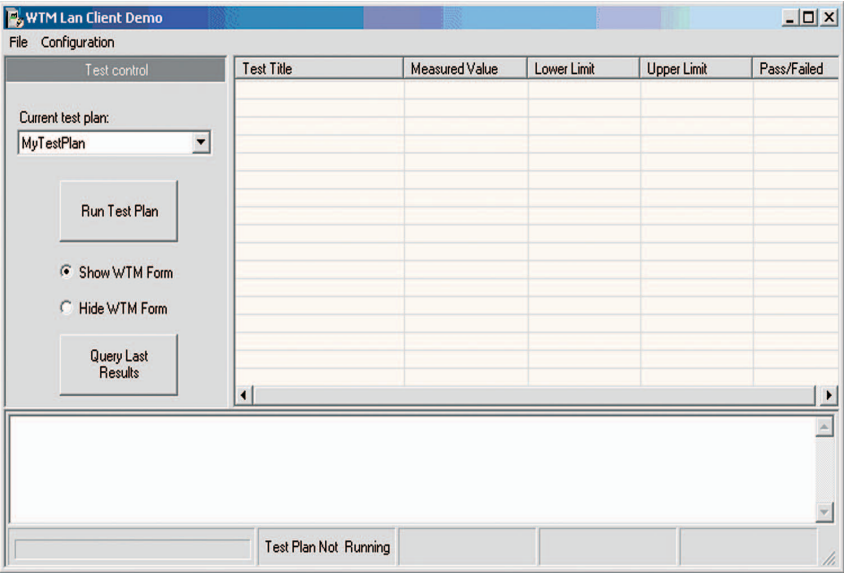 WTM Lan Client Demo
File Configuration
Test control
Current test plan:
MyTestPlan
Run Test Plan
Show WTM Form
Hide WTM Form
Query Last
Results
Test Title Measured Value Lower Limit Upper Limit Pass/Failed
Test Plan Not Running